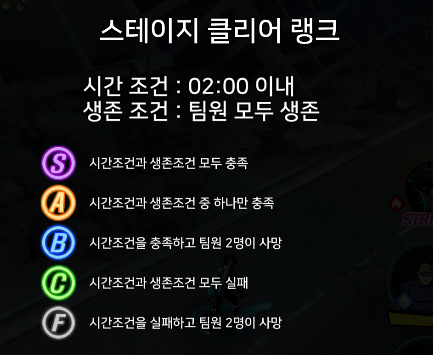 스테이지 클리어 랭크
시간 조건 : 02:00 이내
생존 조건 : 팀원 모두 생존
S 시간조건과 생존조건 모두 충족
A 시간조건과 생존조건 중 하나만 충족
B 시간조건을 충족하고 팀원 2명이 사망
C 시간조건과 생존조건 모두 실패
F 시간조건을 실패하고 팀원 2명이 사망